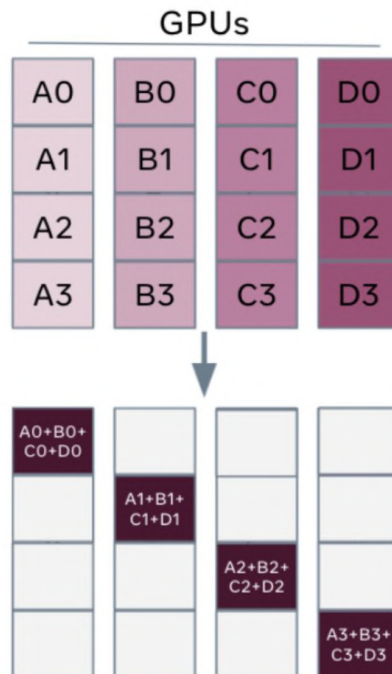 GPUs
A0 B0 C0 D0
A1 B1 C1 D1
A2 B2 C2 D2
A3 B3 C3 D3
A0+B0+
C0+D0
A1+B1+
C1+D1
A2+B2+
C2+D2
A3+B3+
C3+D3